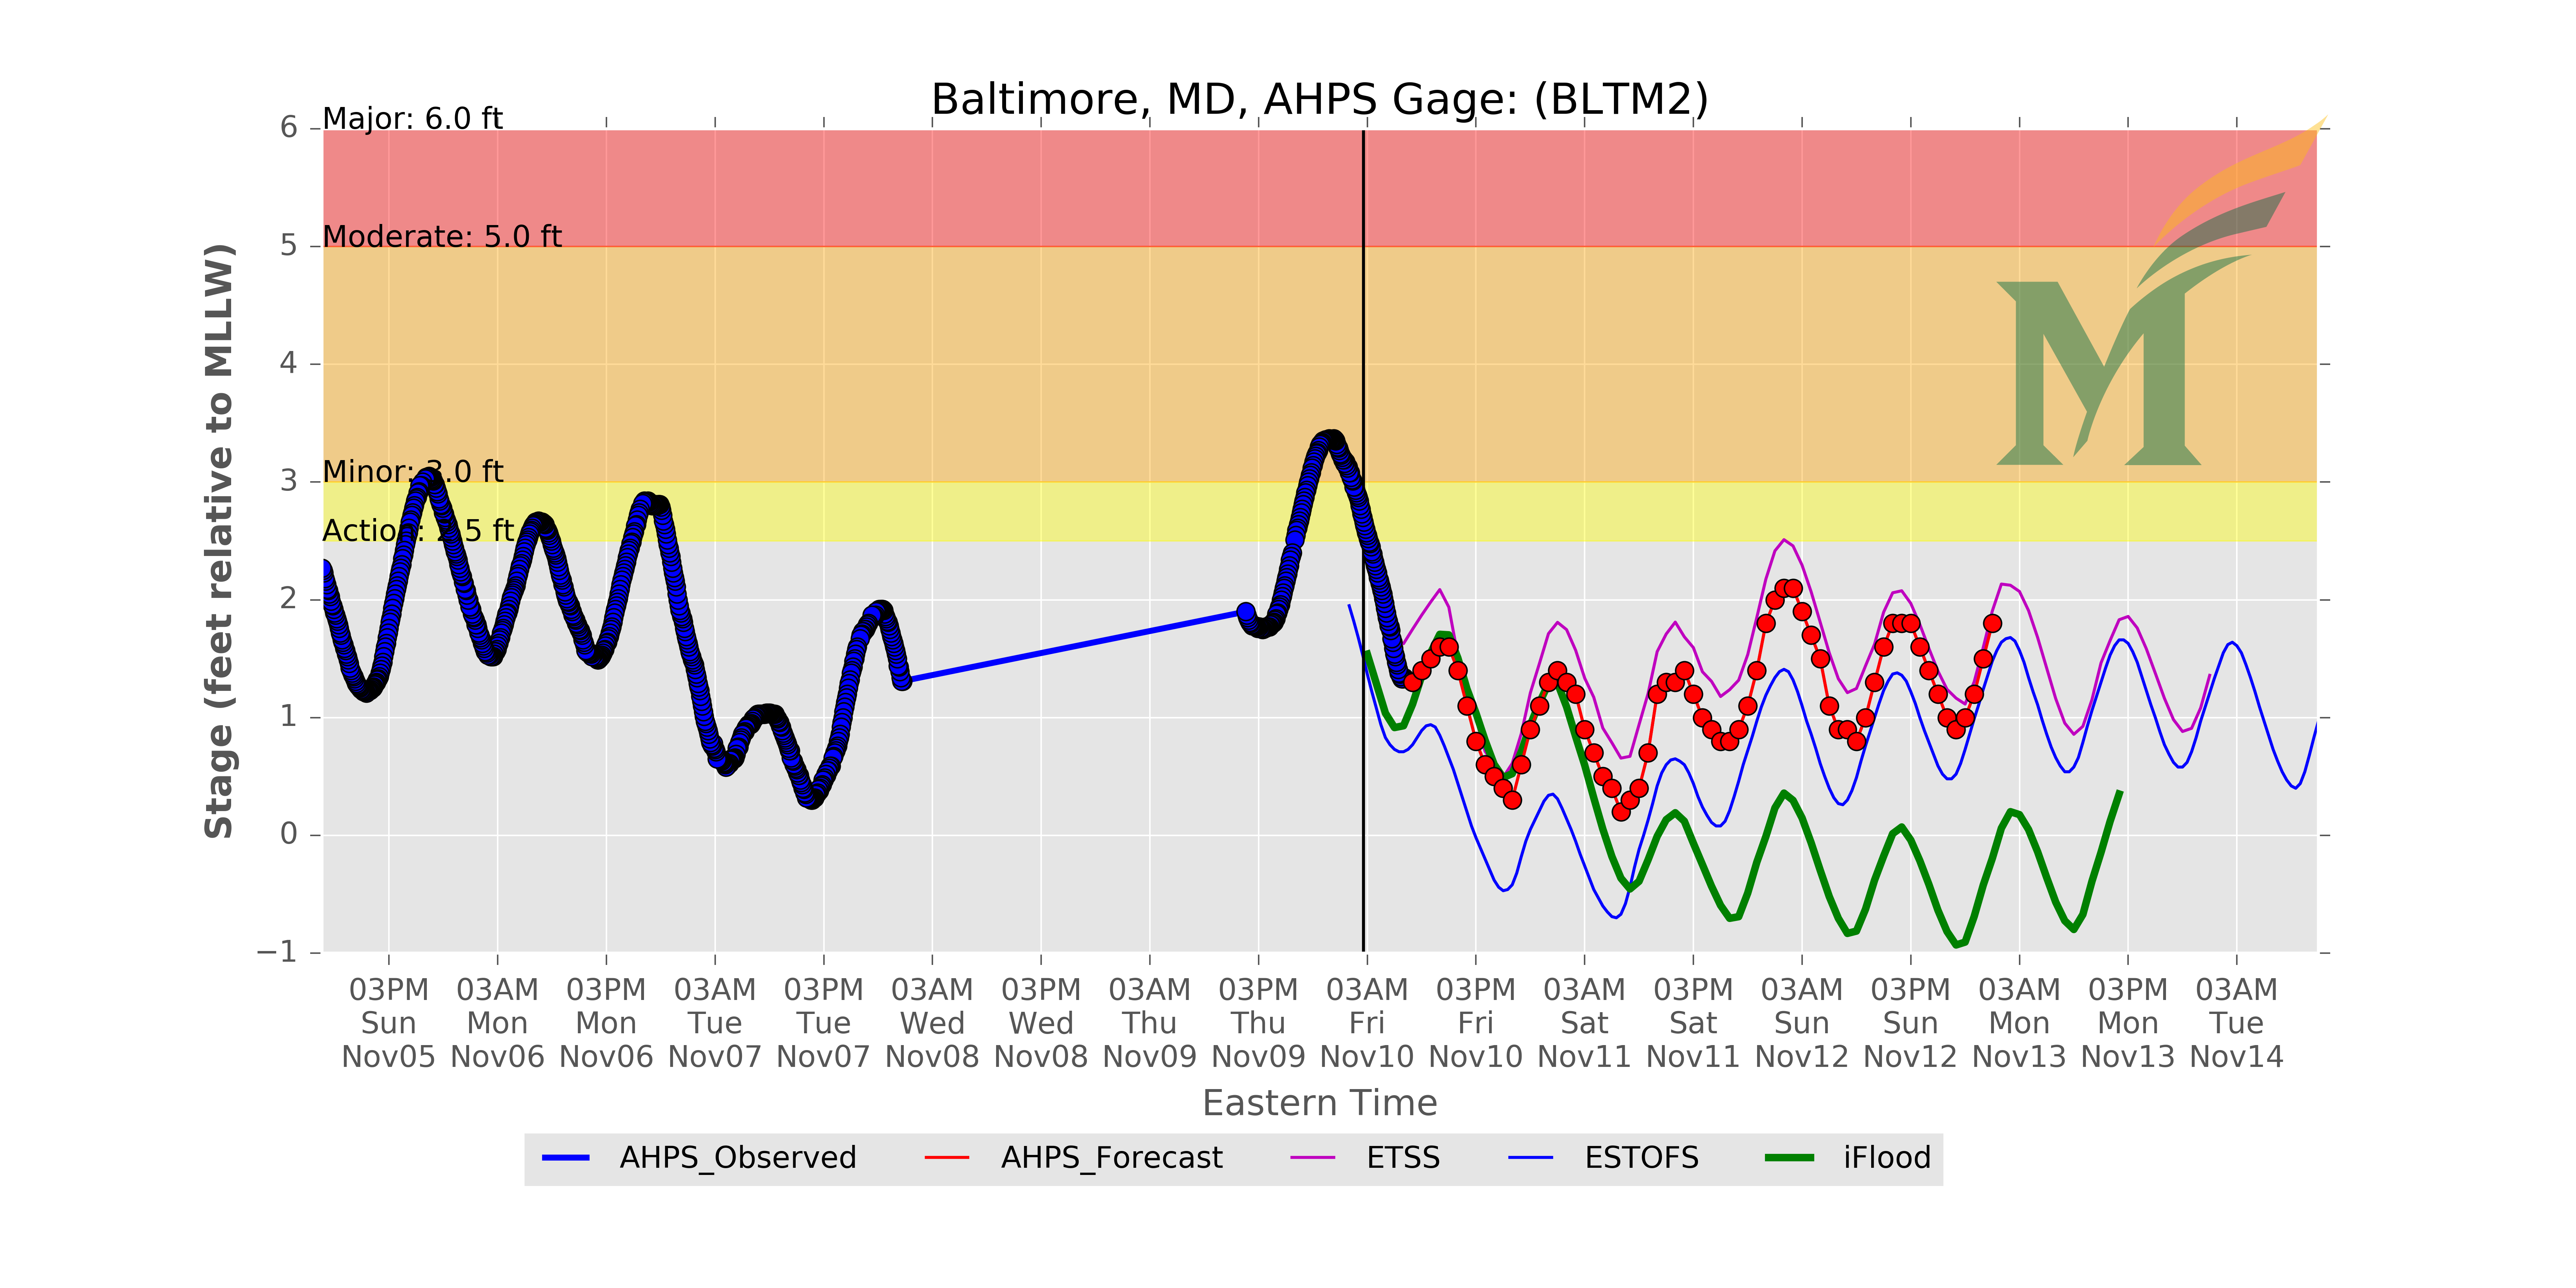 Baltimore, MD, AHPS Gage: (BLTM2)
Major: 6.0 ft
Moderate: 5.0 ft
Minor: 3.0 ft
Action: 2.5 ft
6
5
4
3
2
1
0
−1
Stage (feet relative to MLLW)
03PM 03AM 03PM 03AM 03PM 03AM 03PM 03AM 03PM 03AM 03PM 03AM 03PM 03AM 03PM 03AM 03PM 03AM
Sun Mon Mon Tue Tue Wed Wed Thu Thu Fri Fri Sat Sat Sun Sun Mon Mon Tue
Nov05 Nov06 Nov06 Nov07 Nov07 Nov08 Nov08 Nov09 Nov09 Nov10 Nov10 Nov11 Nov11 Nov12 Nov12 Nov13 Nov13 Nov14
Eastern Time
AHPS_Observed AHPS_Forecast ETSS ESTOFS iFlood
M